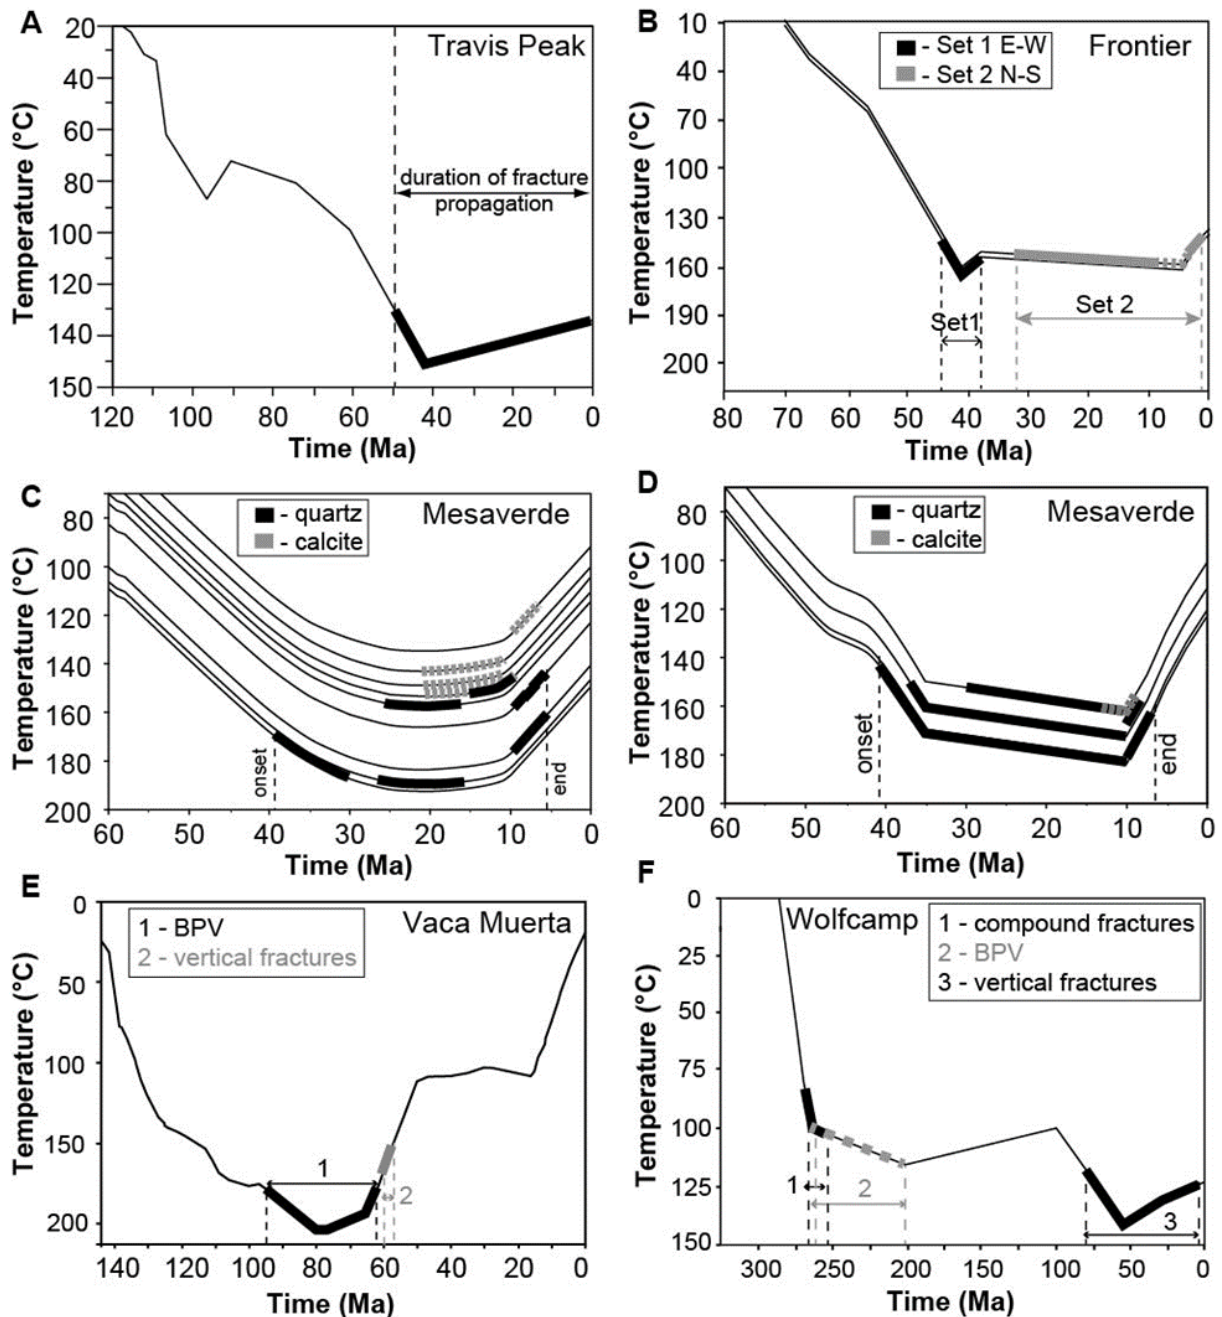 A
Travis Peak
20
40
60
80
100
120
130
140
150
Temperature (°C)
duration of fracture
propagation
120 100 80 60 40 20 0
Time (Ma)
B
Frontier
- Set 1 E-W
- Set 2 N-S
10
40
70
100
130
160
190
200
Temperature (°C)
Set1
Set 2
80 70 60 50 40 30 20 10 0
Time (Ma)
C
Mesaverde
- quartz
- calcite
80
100
120
140
160
180
200
Temperature (°C)
onset
end
60 50 40 30 20 10 0
Time (Ma)
D
Mesaverde
- quartz
- calcite
80
100
120
140
160
180
200
Temperature (°C)
onset
end
60 50 40 30 20 10 0
Time (Ma)
E
Vaca Muerta
1 - BPV
2 - vertical fractures
0
50
100
150
200
Temperature (°C)
1
2
140 120 100 80 60 40 20 0
Time (Ma)
F
Wolfcamp
1 - compound fractures
2 - BPV
3 - vertical fractures
0
25
50
75
100
125
150
Temperature (°C)
1
2
3
300 250 200 150 100 50 0
Time (Ma)